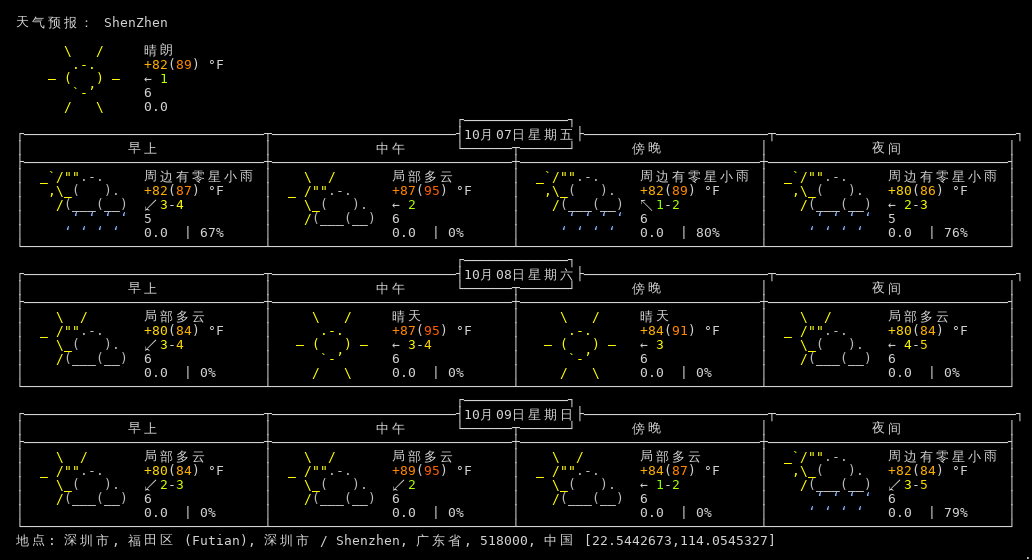 天气预报： ShenZhen
晴朗
+82(89) °F
← 1
6
0.0
10月07日星期五
早上 中午 傍晚 夜间
周边有零星小雨 局部多云 周边有零星小雨 周边有零星小雨
+82(87) °F +87(95) °F +82(89) °F +80(86) °F
↙ 3-4 ← 2 ↖ 1-2 ← 2-3
5 6 6 5
0.0 | 67% 0.0 | 0% 0.0 | 80% 0.0 | 76%
10月08日星期六
早上 中午 傍晚 夜间
局部多云 晴天 晴天 局部多云
+80(84) °F +87(95) °F +84(91) °F +80(84) °F
↙ 3-4 ← 3-4 ← 3 ← 4-5
6 6 6 6
0.0 | 0% 0.0 | 0% 0.0 | 0% 0.0 | 0%
10月09日星期日
早上 中午 傍晚 夜间
局部多云 局部多云 局部多云 周边有零星小雨
+80(84) °F +89(95) °F +84(87) °F +82(84) °F
↙ 2-3 ↙ 2 ← 1-2 ↙ 3-5
6 6 6 6
0.0 | 0% 0.0 | 0% 0.0 | 0% 0.0 | 79%
地点: 深圳市, 福田区 (Futian), 深圳市 / Shenzhen, 广东省, 518000, 中国 [22.5442673,114.0545327]